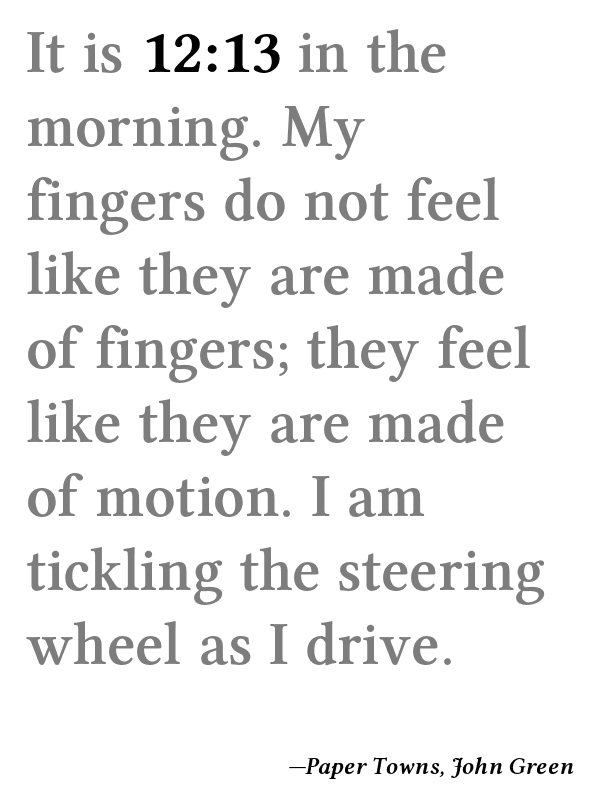 It is 12:13 in the
morning. My
fingers do not feel
like they are made
of fingers; they feel
like they are made
of motion. I am
tickling the steering
wheel as I drive.
—Paper Towns, John Green